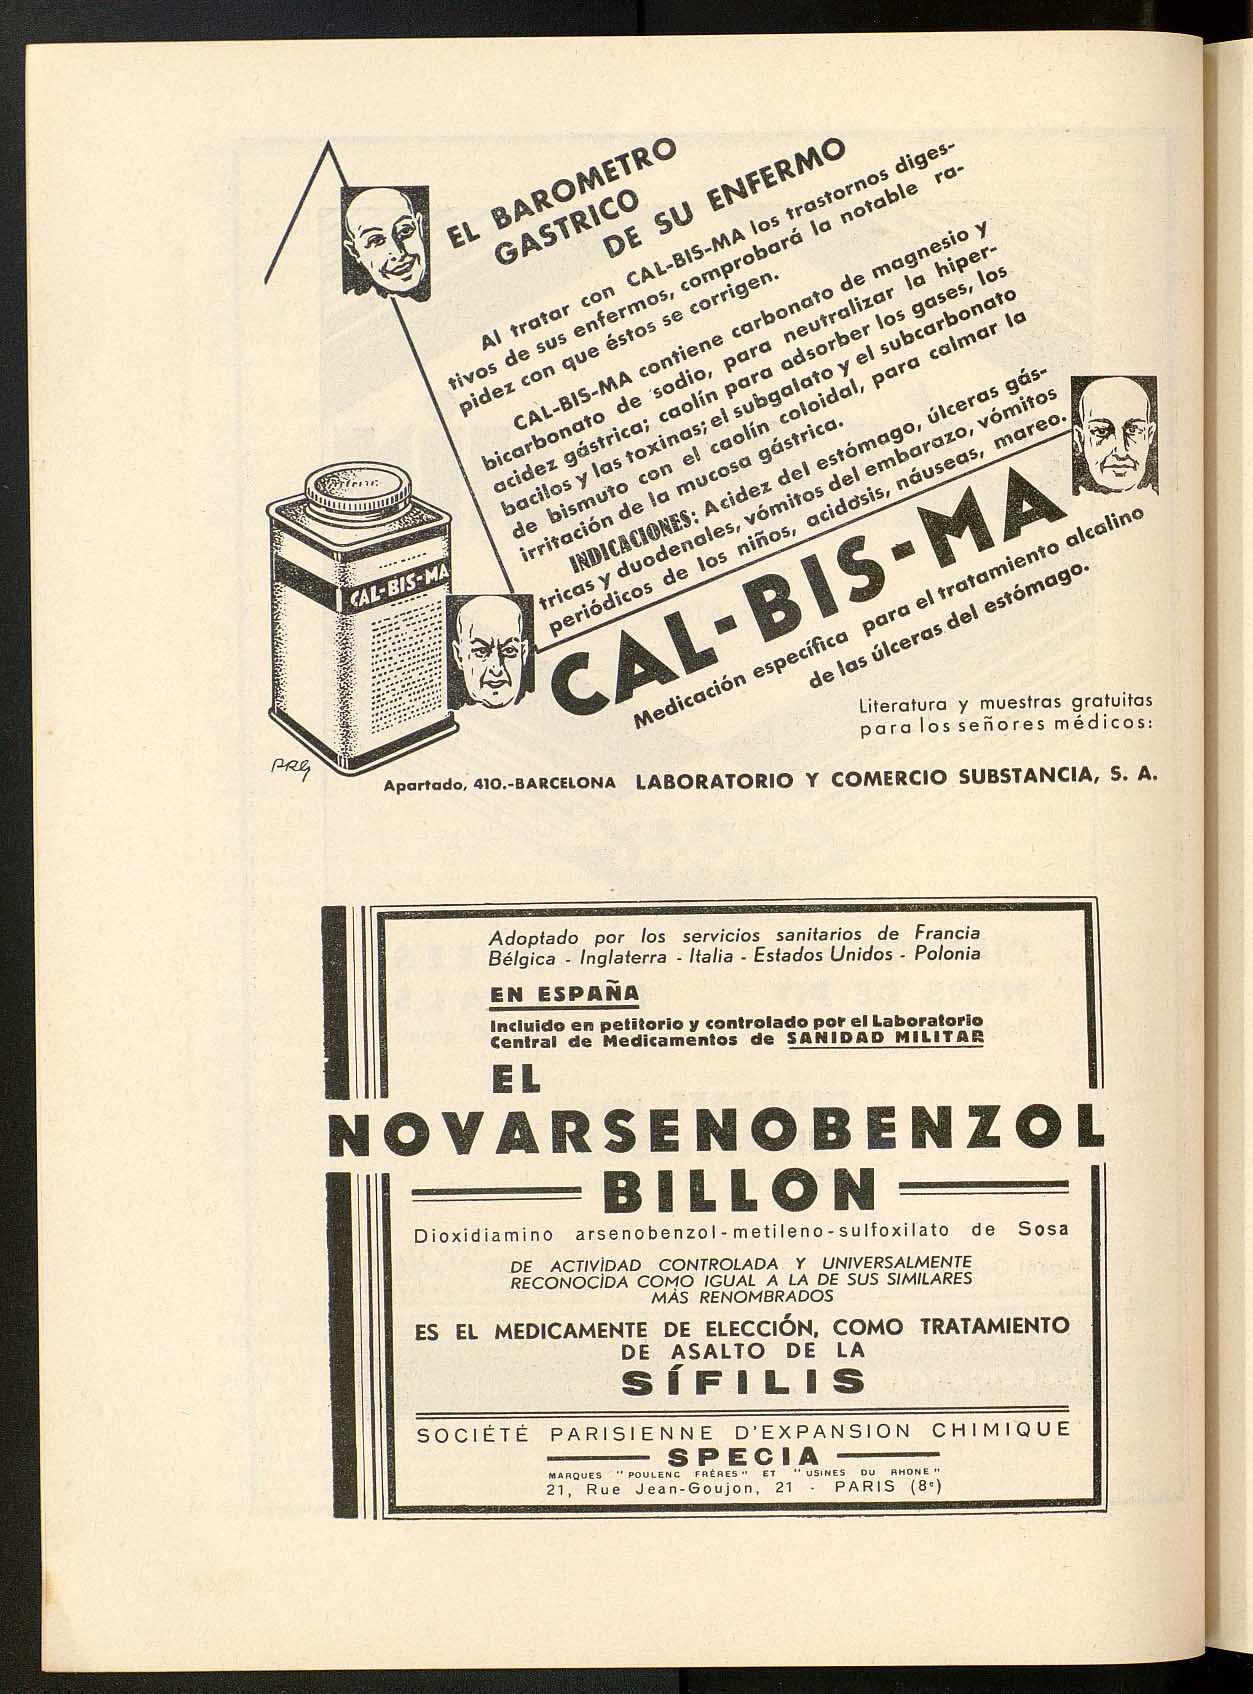 EL BAROMETRO
GASTRICO
DE SU ENFERMO
Al tratar con CAL-BIS-MA los trastornos diges-
tivos de sus enfermos, comprobará la notable ra-
pidez con que éstos se corrigen.
CAL-BIS-MA contiene carbonato de magnesio y
bicarbonato de sodio, para neutralizar la hiper-
acidez gástrica; caolín para adsorber los gases, los
bacilos y las toxinas; el subgalato y el subcarbonato
de bismuto con el caolín coloidal, para calmar la
irritación de la mucosa gástrica.
INDICACIONES: Acidez del estómago, úlceras gás-
tricas y duodenales, vómitos del embarazo, vómitos
periódicos de los niños, acidosis, náuseas, mareo.
CAL-BIS-MA
CAL-BIS-MA
Medicación específica para el tratamiento alcalino
de las úlceras del estómago.
Literatura y muestras gratuitas
para los señores médicos:
PRG
Apartado, 410.-BARCELONA LABORATORIO Y COMERCIO SUBSTANCIA, S. A.
Adoptado por los servicios sanitarios de Francia
Bélgica - Inglaterra - Italia - Estados Unidos - Polonia
EN ESPAÑA
Incluido en petitorio y controlado por el Laboratorio
Central de Medicamentos de SANIDAD MILITAR
EL
NOVARSENOBENZOL
BILLON
Dioxidiamino arsenobenzol-metileno-sulfoxilato de Sosa
DE ACTIVIDAD CONTROLADA Y UNIVERSALMENTE
RECONOCIDA COMO IGUAL A LA DE SUS SIMILARES
MÁS RENOMBRADOS
ES EL MEDICAMENTE DE ELECCIÓN, COMO TRATAMIENTO
DE ASALTO DE LA
SÍFILIS
SOCIÉTÉ PARISIENNE D'EXPANSION CHIMIQUE
SPECIA
MARQUES "POULENC FRÈRES" ET "USINES DU RHONE"
21, Rue Jean-Goujon, 21 - PARIS (8e)